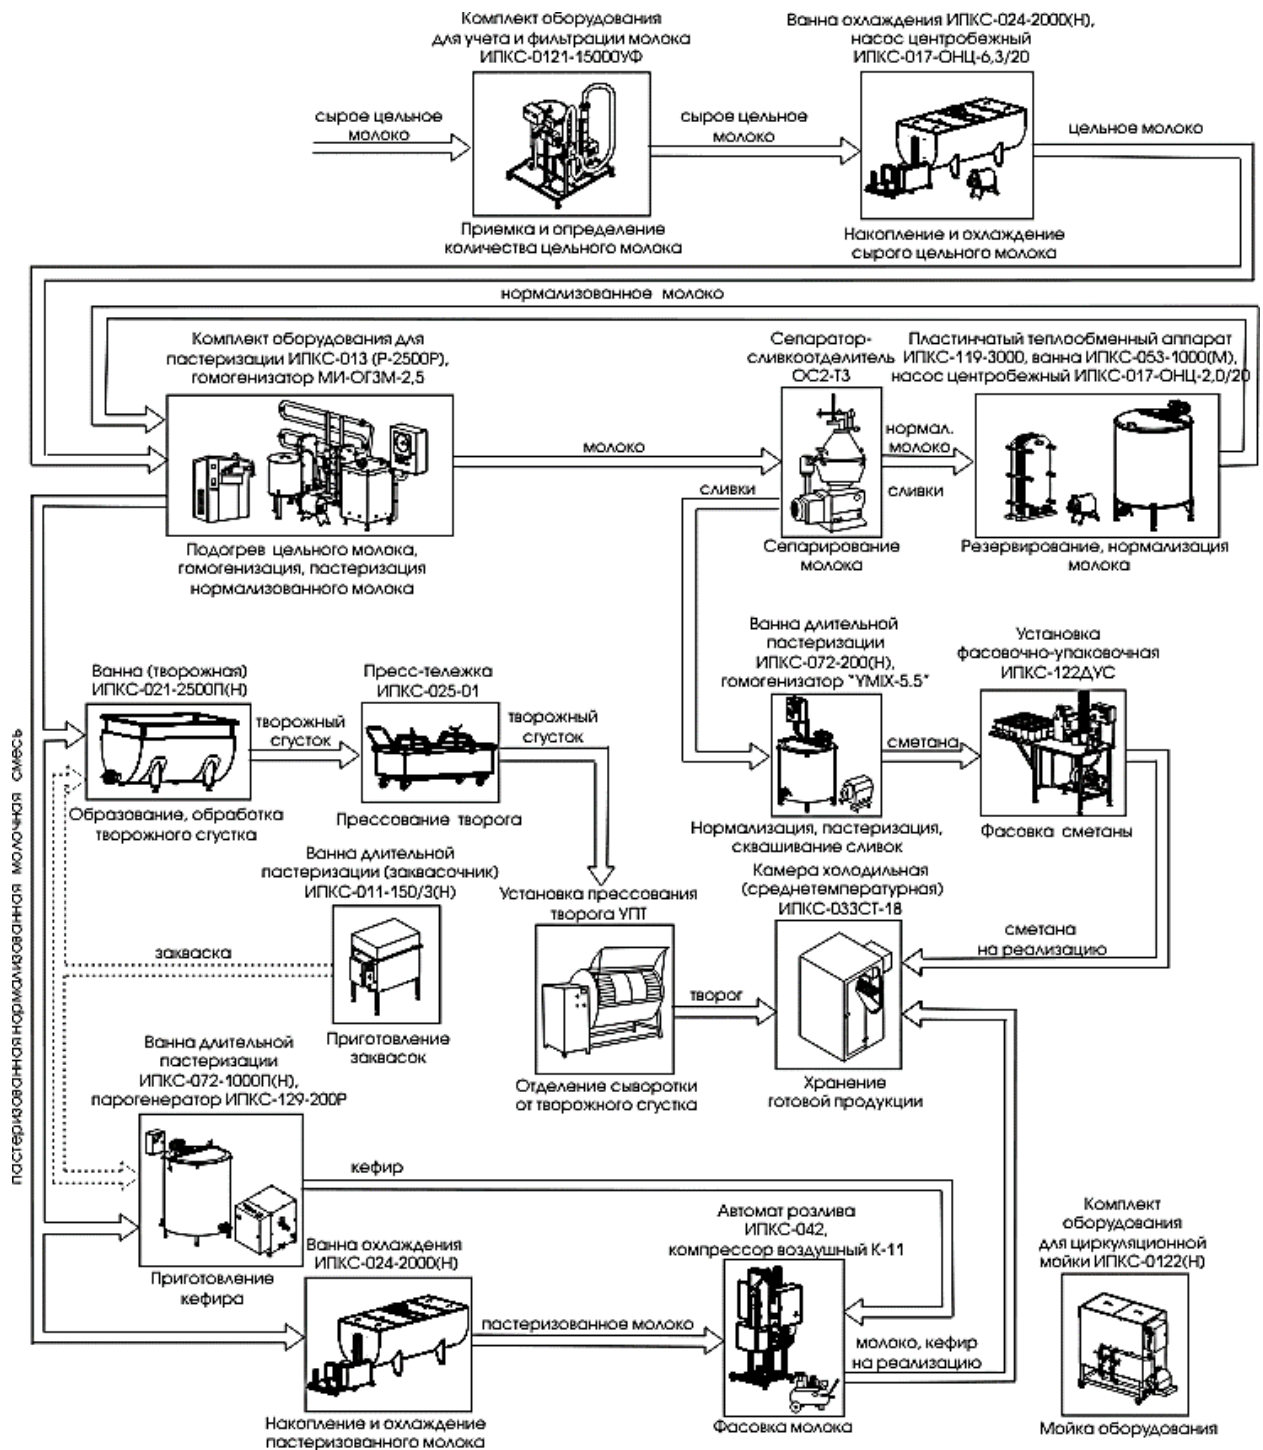 Комплект оборудования
для учета и фильтрации молока
ИПКС-0121-15000УФ
Ванна охлаждения ИПКС-024-2000(Н),
насос центробежный
ИПКС-017-ОНЦ-6,3/20
сырое цельное
молоко
сырое цельное
молоко
цельное молоко
Приемка и определение
количества цельного молока
Накопление и охлаждение
сырого цельного молока
нормализованное молоко
Комплект оборудования для
пастеризации ИПКС-013 (Р-2500Р),
гомогенизатор МИ-ОГЗМ-2,5
Сепаратор-
сливкоотделитель
ОС2-Т3
Пластинчатый теплообменный аппарат
ИПКС-119-3000, ванна ИПКС-053-1000(М),
насос центробежный ИПКС-017-ОНЦ-2,0/20
молоко
нормал.
молоко
сливки
сливки
Подогрев цельного молока,
гомогенизация, пастеризация
нормализованного молока
Сепарирование
молока
Резервирование, нормализация
молока
Ванна (творожная)
ИПКС-021-2500П(Н)
Пресс-тележка
ИПКС-025-01
Ванна длительной
пастеризации
ИПКС-072-200(Н),
гомогенизатор "YMIX-5.5"
Установка
фасовочно-упаковочная
ИПКС-122ДУС
творожный
сгусток
творожный
сгусток
сметана
Образование, обработка
творожного сгустка
Прессование творога
Нормализация, пастеризация,
сквашивание сливок
Фасовка сметаны
пастеризованная нормализованная молочная смесь
Ванна длительной
пастеризации (заквасочник)
ИПКС-011-150/3(Н)
Установка прессования
творога УПТ
Камера холодильная
(среднетемпературная)
ИПКС-033СТ-18
закваска
сметана
на реализацию
творог
Приготовление
заквасок
Отделение сыворотки
от творожного сгустка
Хранение
готовой продукции
Ванна длительной
пастеризации
ИПКС-072-1000П(Н),
парогенератор ИПКС-129-200Р
кефир
Приготовление
кефира
Ванна охлаждения
ИПКС-024-2000(Н)
Автомат розлива
ИПКС-042,
компрессор воздушный К-11
Комплект
оборудования
для циркуляционной
мойки ИПКС-0122(Н)
пастеризованное молоко
молоко, кефир
на реализацию
Накопление и охлаждение
пастеризованного молока
Фасовка молока
Мойка оборудования